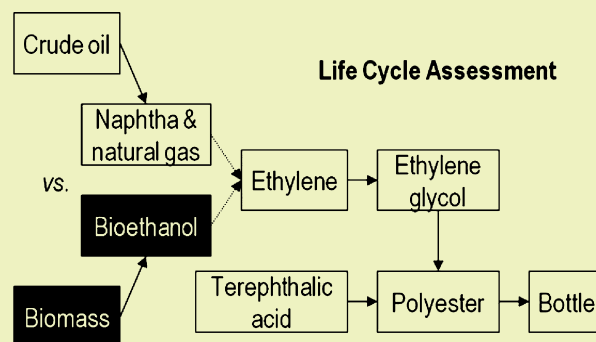 Crude oil
Life Cycle Assessment
Naphtha &
natural gas
vs.
Bioethanol
Biomass
Ethylene
Ethylene
glycol
Terephthalic
acid
Polyester
Bottle